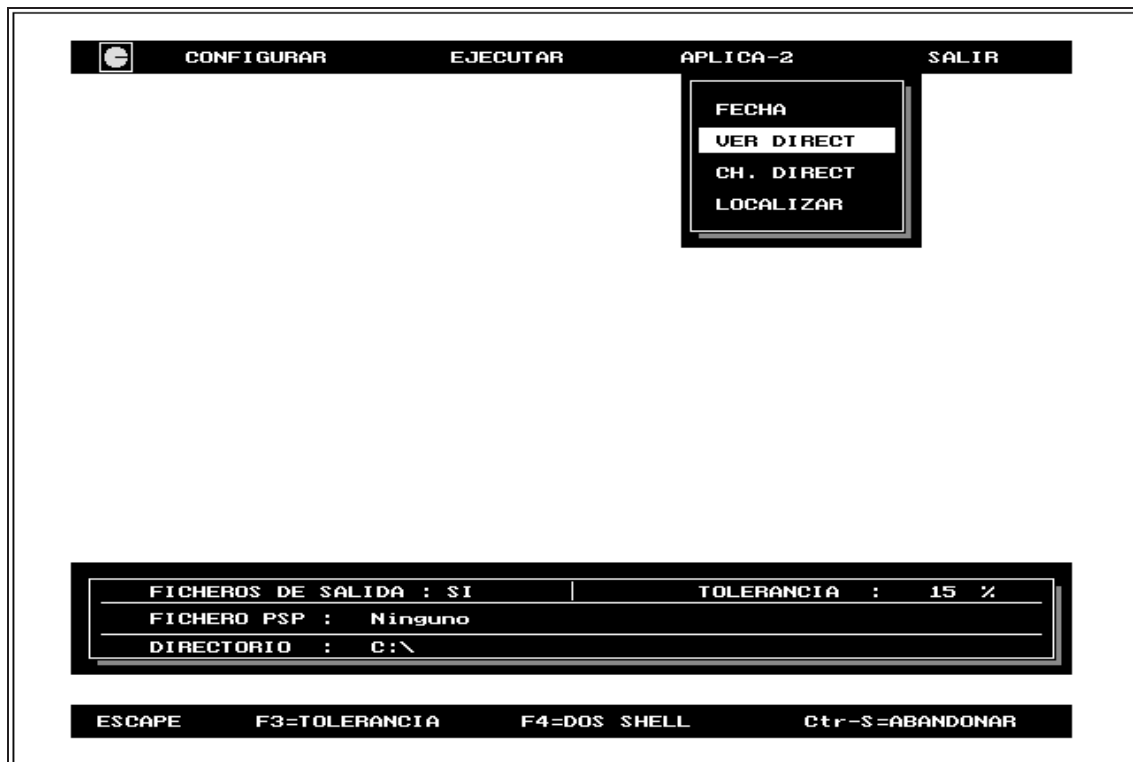 CONFIGURAR EJECUTAR APLICA-2 SALIR
FECHA
VER DIRECT
CH. DIRECT
LOCALIZAR
FICHEROS DE SALIDA : SI TOLERANCIA : 15 %
FICHERO PSP : Ninguno
DIRECTORIO : C:\
ESCAPE F3=TOLERANCIA F4=DOS SHELL Ctr-S=ABANDONAR